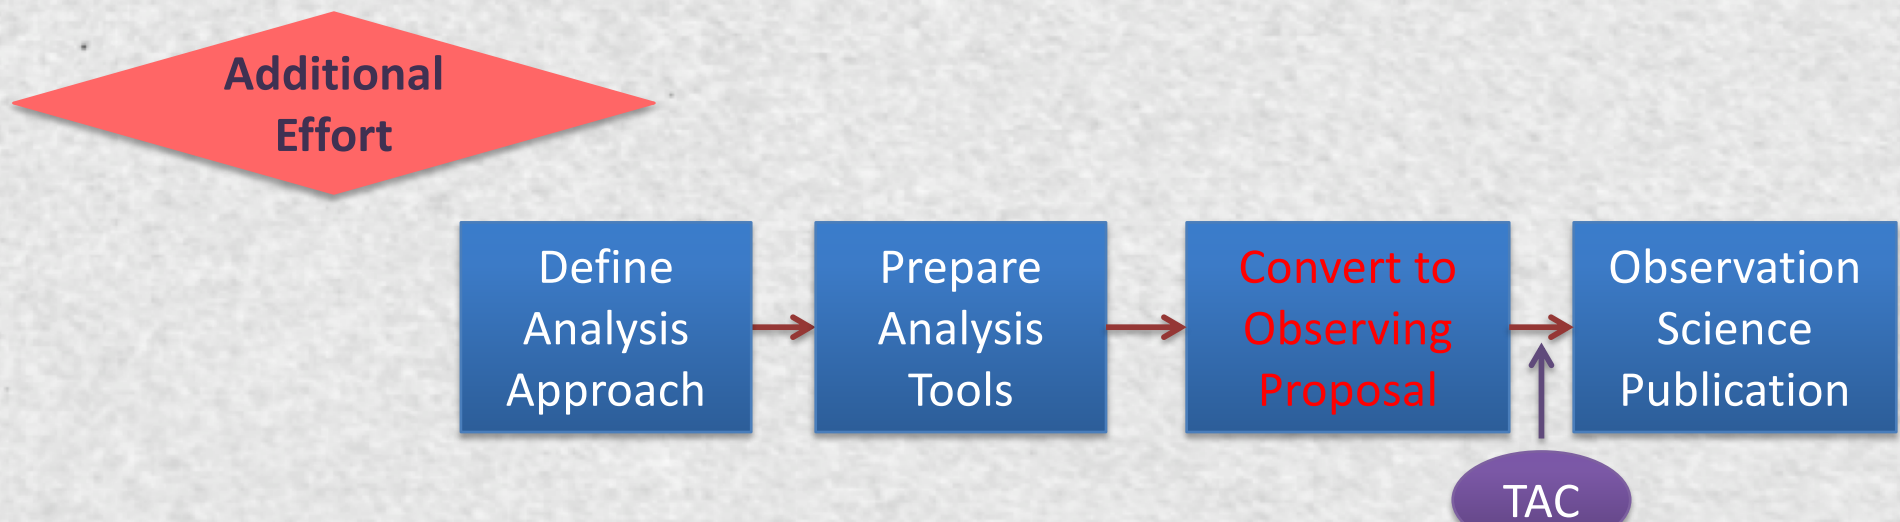 Additional
Effort
Define
Analysis
Approach
Prepare
Analysis
Tools
Convert to
Observing
Proposal
Observation
Science
Publication
TAC